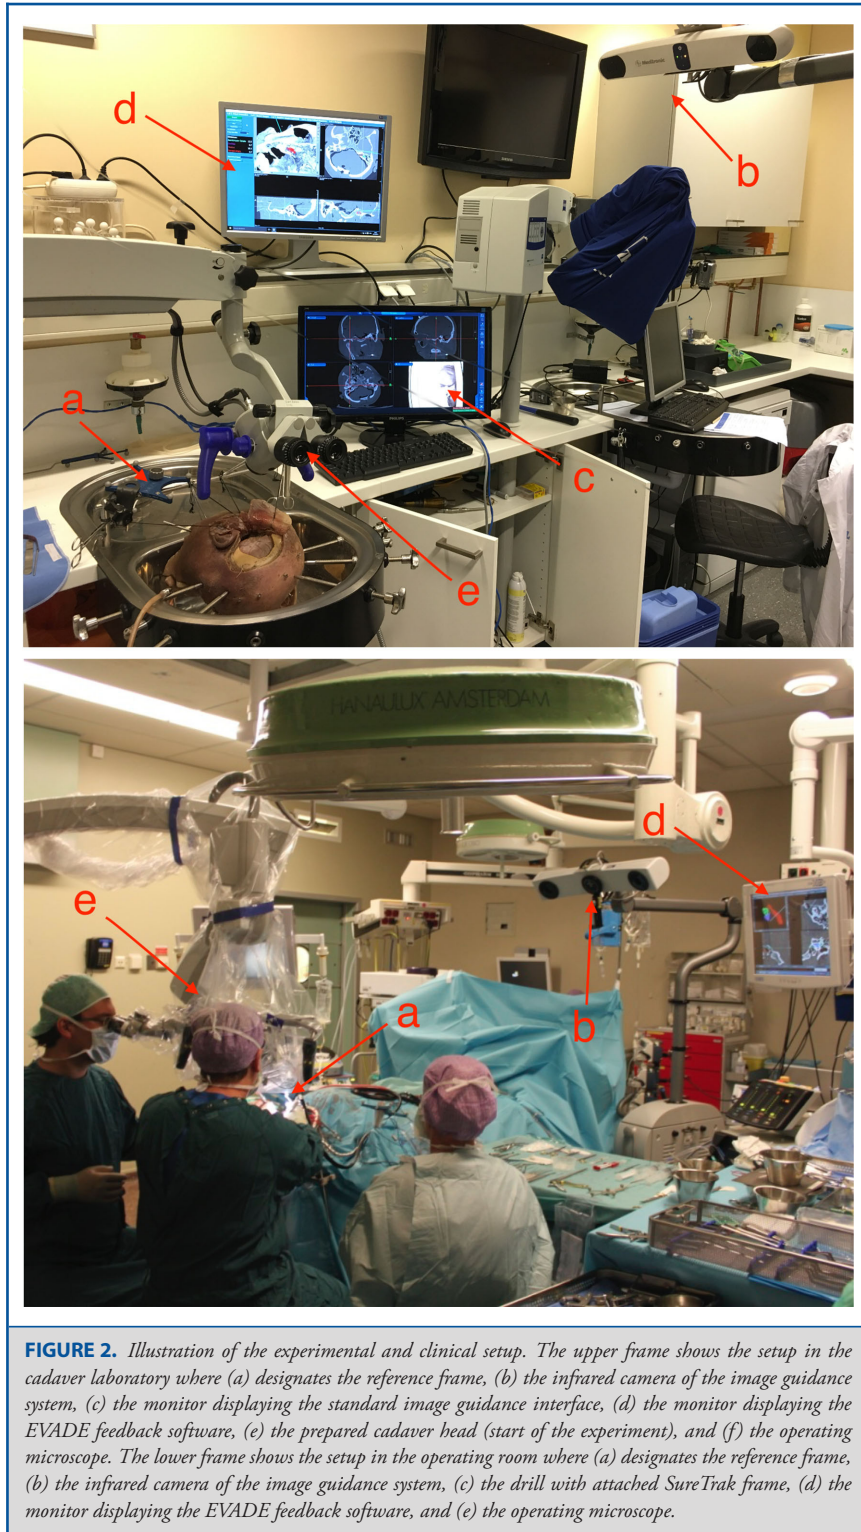 d
b
a
c
e
HANAULUX AMSTERDAM
d
e
a
b
FIGURE 2. Illustration of the experimental and clinical setup. The upper frame shows the setup in the
cadaver laboratory where (a) designates the reference frame, (b) the infrared camera of the image guidance
system, (c) the monitor displaying the standard image guidance interface, (d) the monitor displaying the
EVADE feedback software, (e) the prepared cadaver head (start of the experiment), and (f) the operating
microscope. The lower frame shows the setup in the operating room where (a) designates the reference frame,
(b) the infrared camera of the image guidance system, (c) the drill with attached SureTrak frame, (d) the
monitor displaying the EVADE feedback software, and (e) the operating microscope.